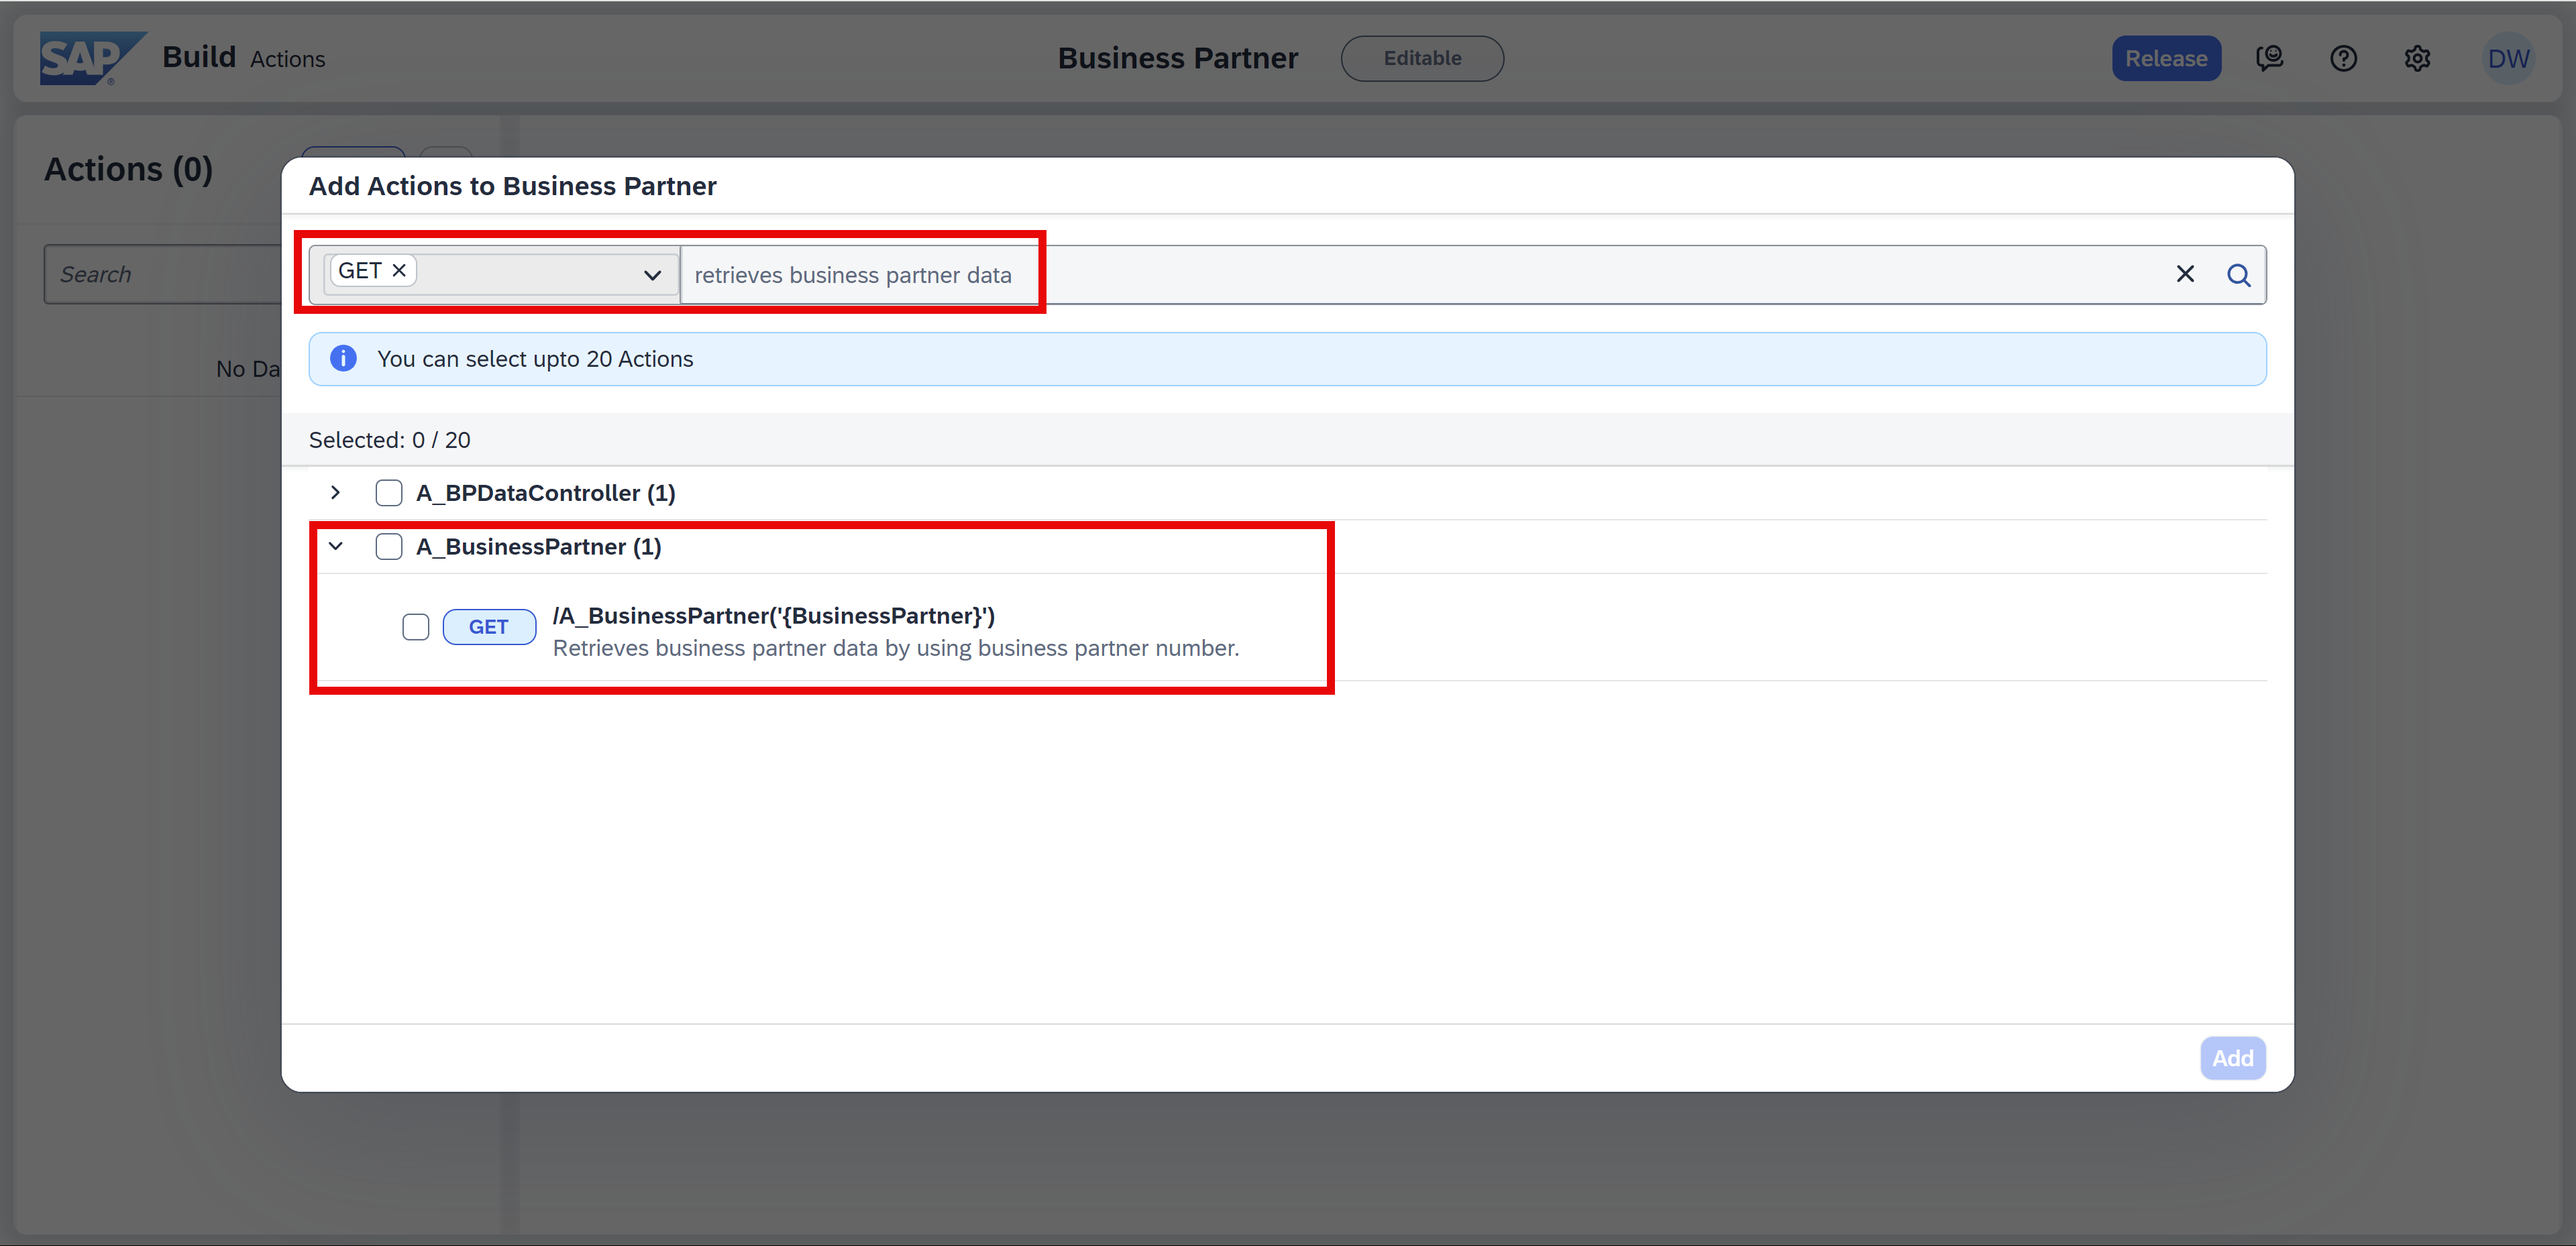 SAP® Build Actions
Business Partner
Editable
Release
DW
Actions (0)
Search
No Da
Add Actions to Business Partner
GET
retrieves business partner data
You can select upto 20 Actions
Selected: 0 / 20
A_BPDataController (1)
A_BusinessPartner (1)
GET
/A_BusinessPartner('{BusinessPartner}')
Retrieves business partner data by using business partner number.
Add